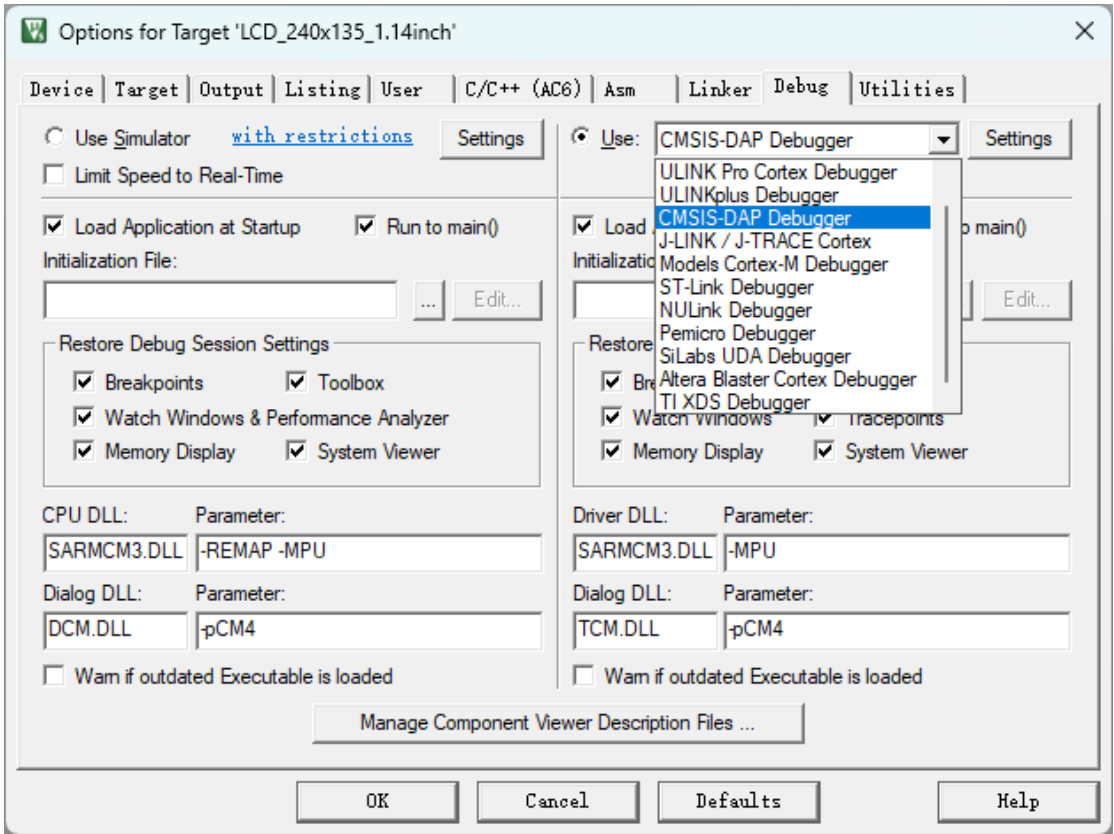 Options for Target 'LCD_240x135_1.14inch'
Device Target Output Listing User C/C++ (AC6) Asm Linker Debug Utilities
Use Simulator with restrictions Settings
Limit Speed to Real-Time
Load Application at Startup Run to main()
Initialization File:
... Edit...
Restore Debug Session Settings
Breakpoints Toolbox
Watch Windows & Performance Analyzer
Memory Display System Viewer
CPU DLL: Parameter:
SARMCM3.DLL -REMAP -MPU
Dialog DLL: Parameter:
DCM.DLL -pCM4
Warn if outdated Executable is loaded
Use: CMSIS-DAP Debugger Settings
ULINK Pro Cortex Debugger
ULINKplus Debugger
CMSIS-DAP Debugger
J-LINK / J-TRACE Cortex
Models Cortex-M Debugger
ST-Link Debugger
NULink Debugger
Pemicro Debugger
SiLabs UDA Debugger
Altera Blaster Cortex Debugger
TI XDS Debugger
Load main()
Edit...
Restore
Watch Windows Tracepoints
Memory Display System Viewer
Driver DLL: Parameter:
SARMCM3.DLL -MPU
Dialog DLL: Parameter:
TCM.DLL -pCM4
Warn if outdated Executable is loaded
Manage Component Viewer Description Files ...
OK Cancel Defaults Help